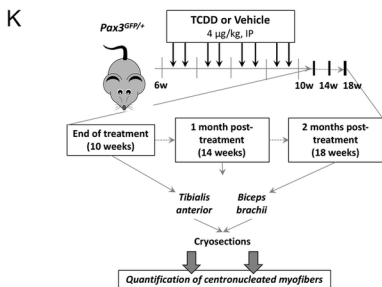 K
Pax3GFP/+
TCDD or Vehicle
4 µg/kg, IP
6w
10w 14w 18w
End of treatment
(10 weeks)
1 month post-
treatment
(14 weeks)
2 months post-
treatment
(18 weeks)
Tibialis
anterior
Biceps
brachii
Cryosections
Quantification of centronucleated myofibers